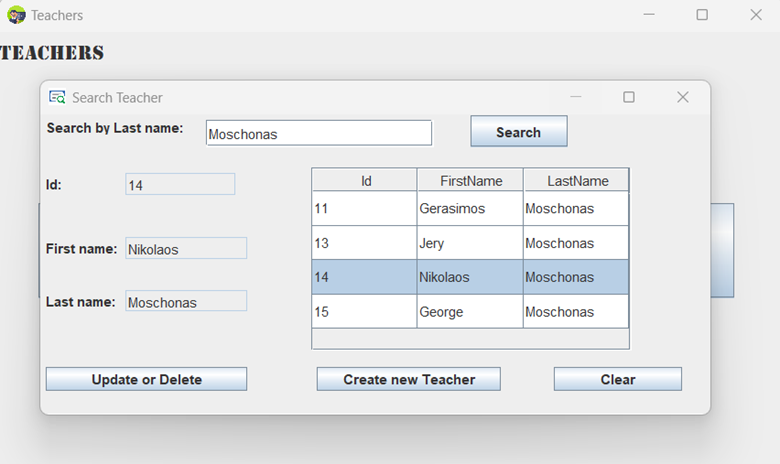 Teachers
TEACHERS
Search Teacher
Search by Last name: Moschonas Search
Id: 14
First name: Nikolaos
Last name: Moschonas
Id FirstName LastName
11 Gerasimos Moschonas
13 Jery Moschonas
14 Nikolaos Moschonas
15 George Moschonas
Update or Delete Create new Teacher Clear